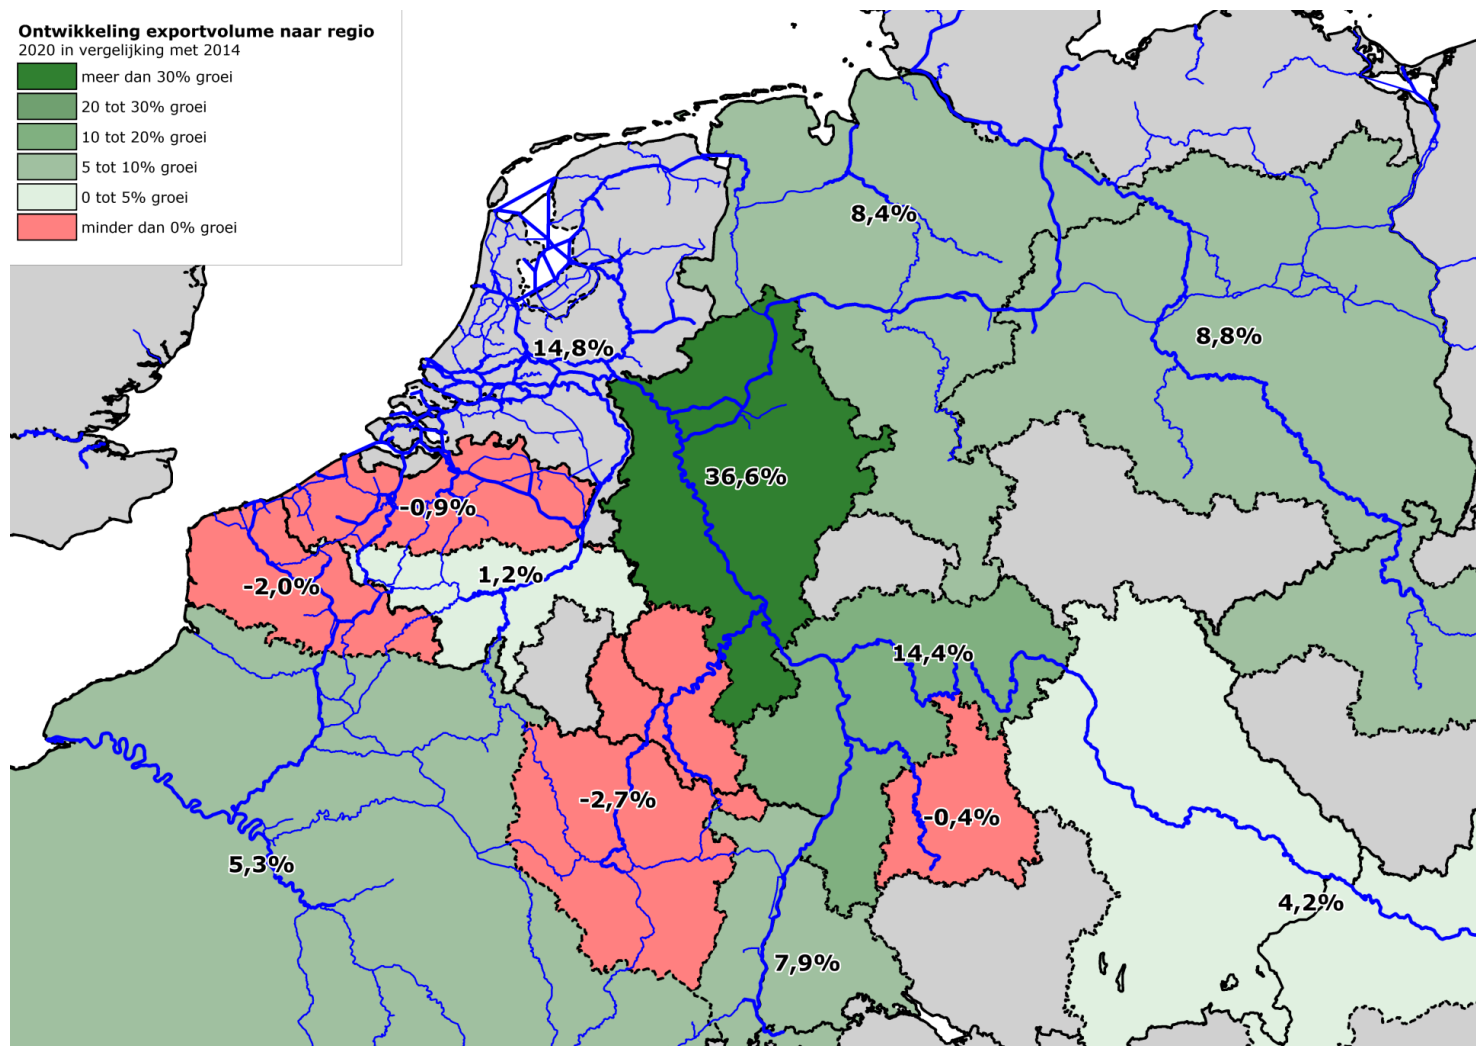 Ontwikkeling exportvolume naar regio
2020 in vergelijking met 2014
meer dan 30% groei
20 tot 30% groei
10 tot 20% groei
5 tot 10% groei
0 tot 5% groei
minder dan 0% groei
8,4%
8,8%
14,8%
36,6%
-0,9%
1,2%
-2,0%
14,4%
-2,7%
-0,4%
5,3%
4,2%
7,9%